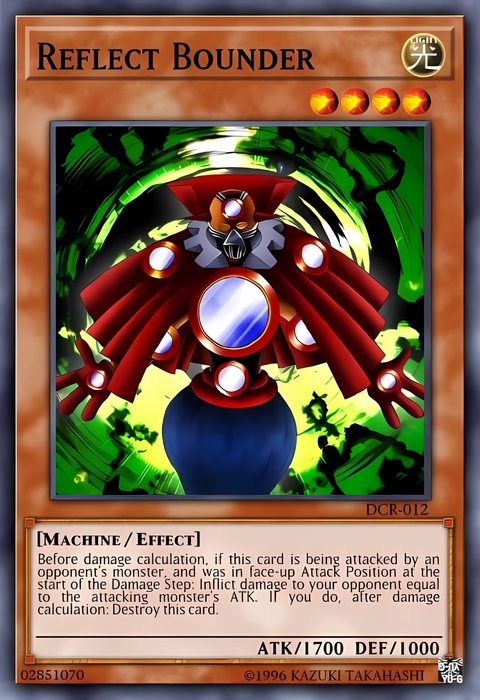 REFLECT BOUNDER
LIGHT
光
DCR-012
[MACHINE / EFFECT]
Before damage calculation, if this card is being attacked by an
opponent's monster, and was in face-up Attack Position at the
start of the Damage Step: Inflict damage to your opponent equal
to the attacking monster's ATK. If you do, after damage
calculation: Destroy this card.
ATK/1700 DEF/1000
02851070
©1996 KAZUKI TAKAHASHI